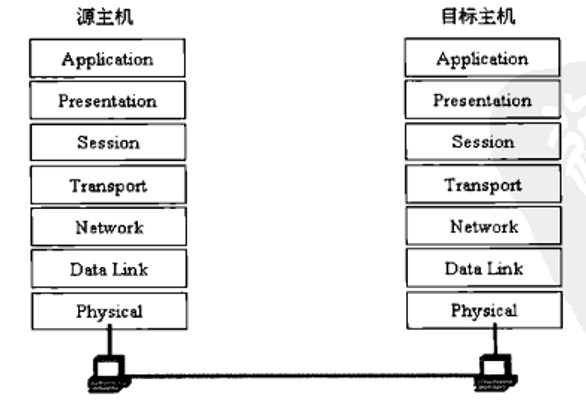 源主机 目标主机
Application Application
Presentation Presentation
Session Session
Transport Transport
Network Network
Data Link Data Link
Physical Physical